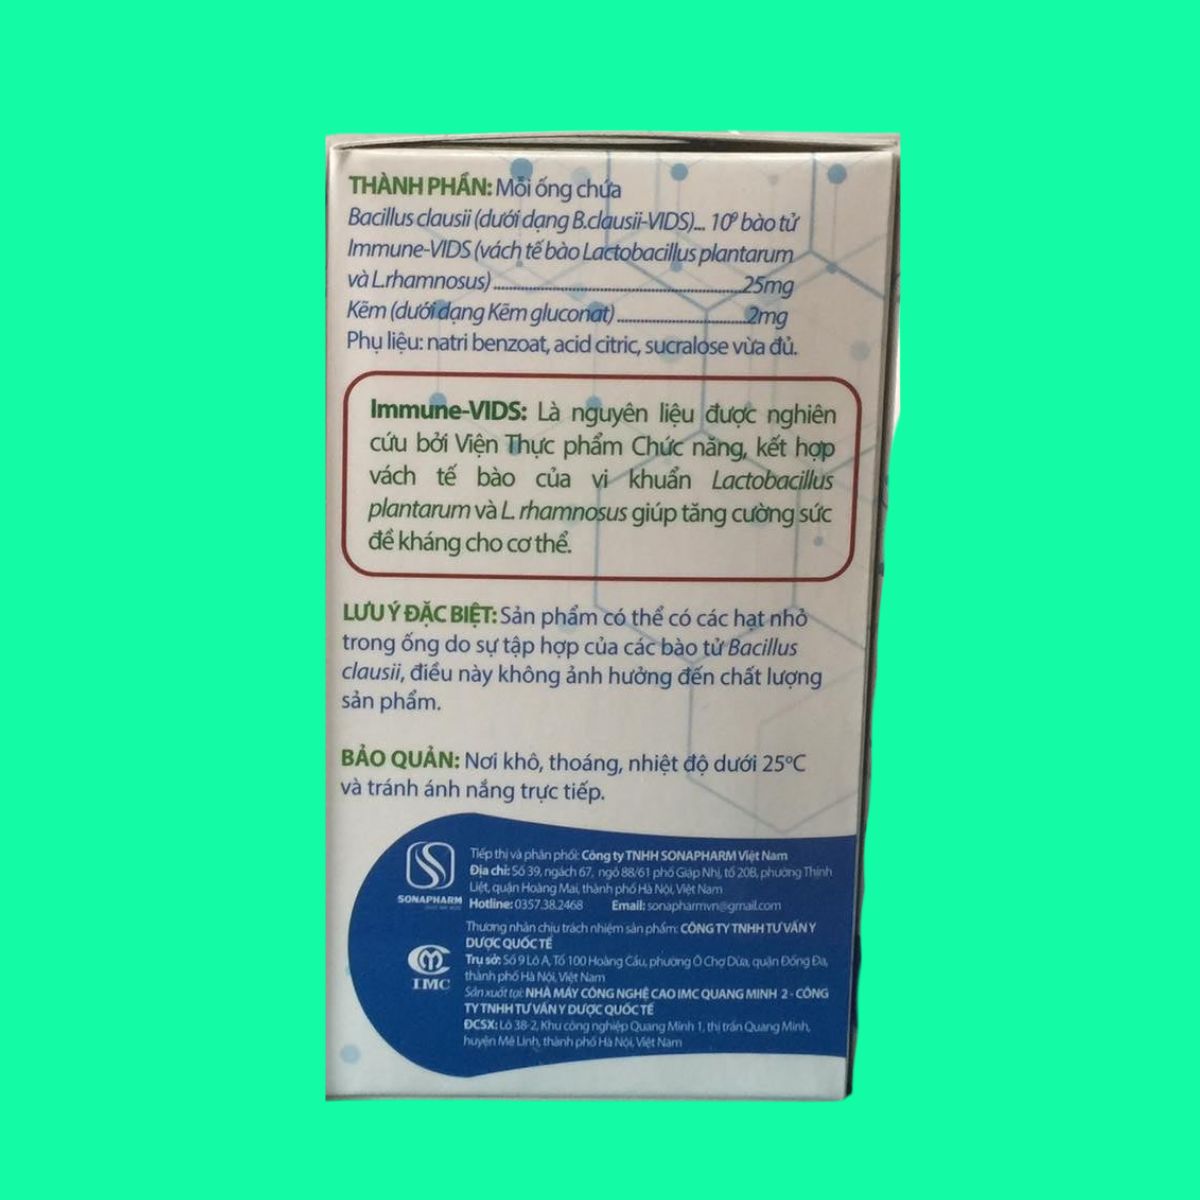 THÀNH PHẦN: Mỗi ống chứa
Bacillus clausii (dưới dạng B.clausii-VIDS)... 10⁹ bào tử
Immune-VIDS (vách tế bào Lactobacillus plantarum
và L.rhamnosus) ........................................................25mg
Kẽm (dưới dạng Kẽm gluconat) ..............................2mg
Phụ liệu: natri benzoat, acid citric, sucralose vừa đủ.
Immune-VIDS: Là nguyên liệu được nghiên
cứu bởi Viện Thực phẩm Chức năng, kết hợp
vách tế bào của vi khuẩn Lactobacillus
plantarum và L. rhamnosus giúp tăng cường sức
đề kháng cho cơ thể.
LƯU Ý ĐẶC BIỆT: Sản phẩm có thể có các hạt nhỏ
trong ống do sự tập hợp của các bào tử Bacillus
clausii, điều này không ảnh hưởng đến chất lượng
sản phẩm.
BẢO QUẢN: Nơi khô, thoáng, nhiệt độ dưới 25ºC
và tránh ánh nắng trực tiếp.
Tiếp thị và phân phối: Công ty TNHH SONAPHARM Việt Nam
Địa chỉ: Số 39, ngách 67, ngõ 88/61 phố Giáp Nhị, tổ 20B, phường Thịnh
Liệt, quận Hoàng Mai, thành phố Hà Nội, Việt Nam
SONAPHARM
Hotline: 0357.38.2468 Email: sonapharmvn@gmail.com
Thương nhân chịu trách nhiệm sản phẩm: CÔNG TY TNHH TƯ VẤN Y
DƯỢC QUỐC TẾ
Trụ sở: Số 9 Lô A, Tổ 100 Hoàng Cầu, phường Ô Chợ Dừa, quận Đống Đa,
thành phố Hà Nội, Việt Nam
IMC
Sản xuất tại: NHÀ MÁY CÔNG NGHỆ CAO IMC QUANG MINH 2 - CÔNG
TY TNHH TƯ VẤN Y DƯỢC QUỐC TẾ
ĐCSX: Lô 38-2, Khu công nghiệp Quang Minh 1, thị trấn Quang Minh,
huyện Mê Linh, thành phố Hà Nội, Việt Nam